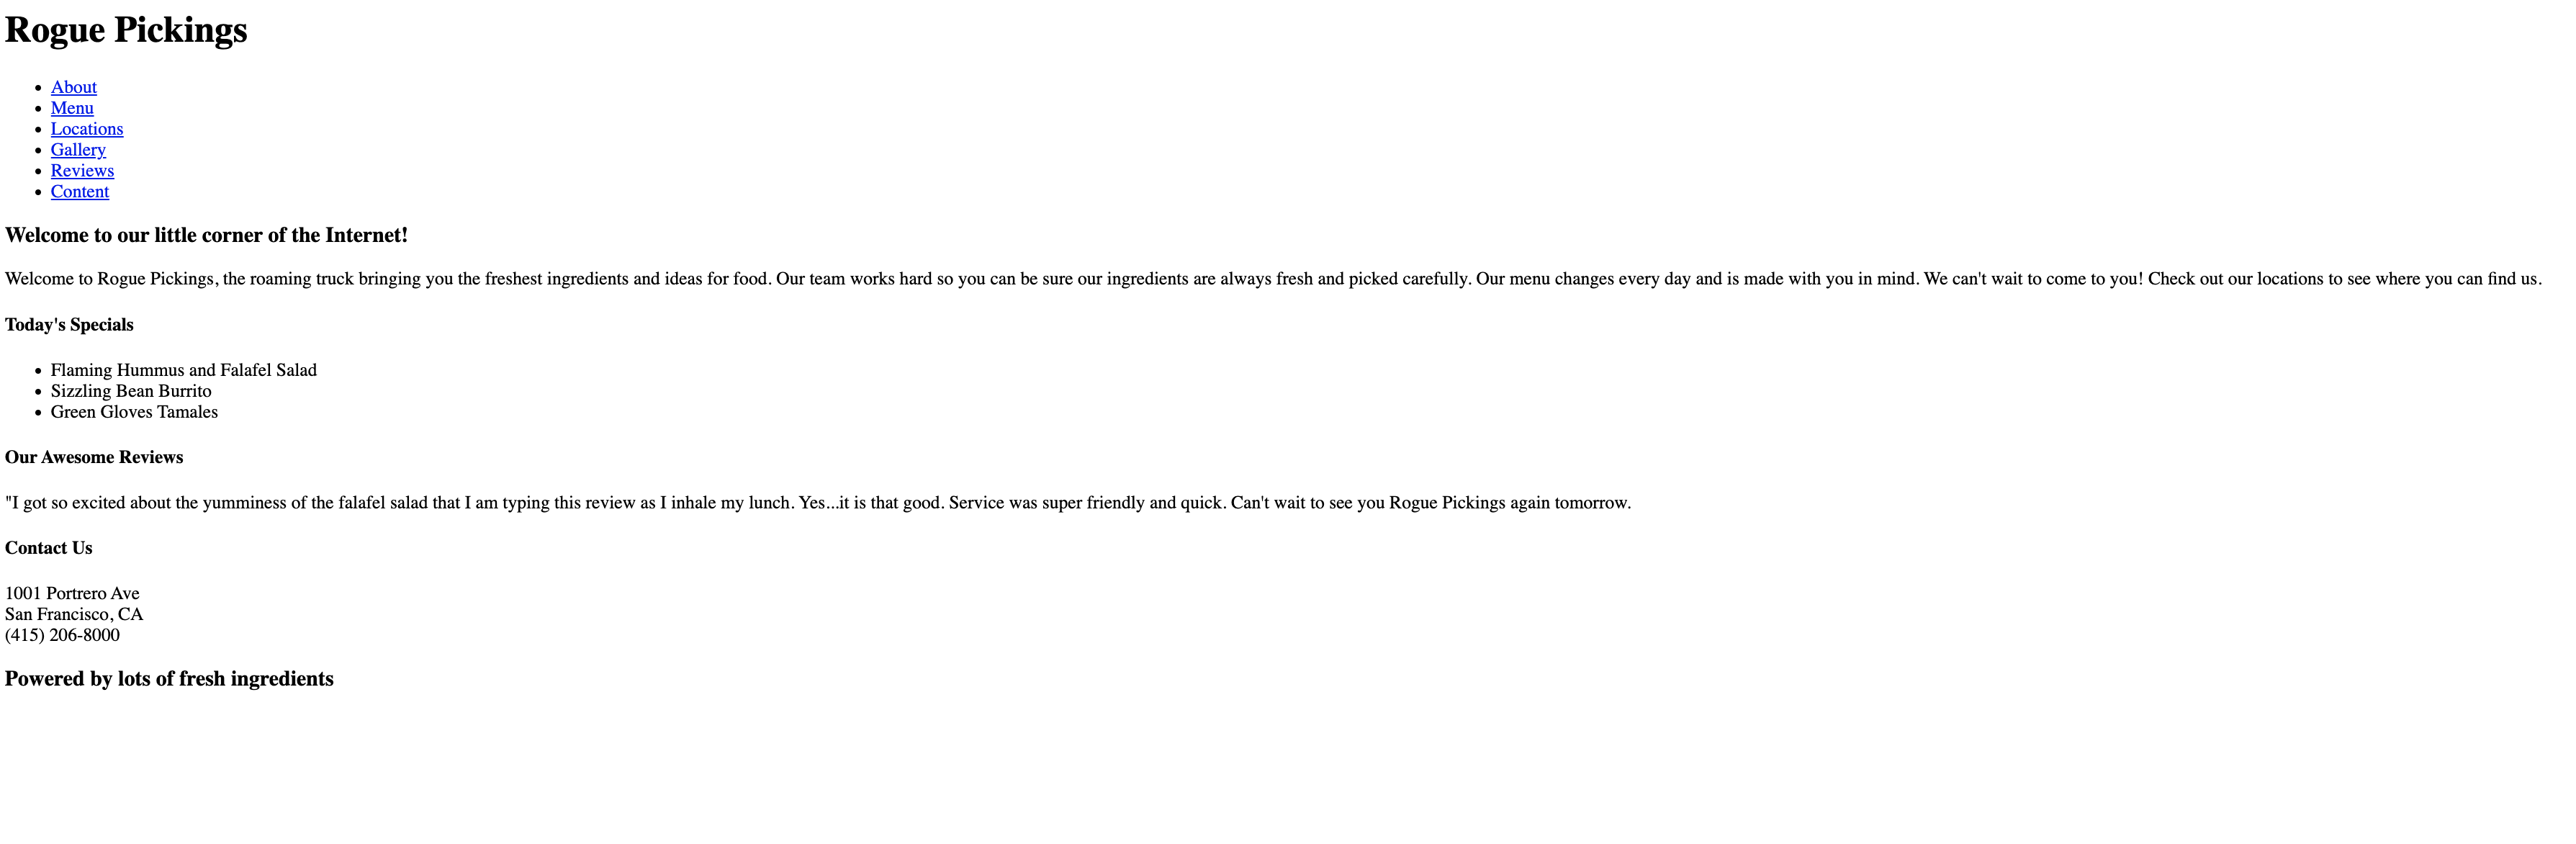 Rogue Pickings
• About
• Menu
• Locations
• Gallery
• Reviews
• Content
Welcome to our little corner of the Internet!
Welcome to Rogue Pickings, the roaming truck bringing you the freshest ingredients and ideas for food. Our team works hard so you can be sure our ingredients are always fresh and picked carefully. Our menu changes every day and is made with you in mind. We can't wait to come to you! Check out our locations to see where you can find us.
Today's Specials
• Flaming Hummus and Falafel Salad
• Sizzling Bean Burrito
• Green Gloves Tamales
Our Awesome Reviews
"I got so excited about the yumminess of the falafel salad that I am typing this review as I inhale my lunch. Yes...it is that good. Service was super friendly and quick. Can't wait to see you Rogue Pickings again tomorrow.
Contact Us
1001 Portrero Ave
San Francisco, CA
(415) 206-8000
Powered by lots of fresh ingredients